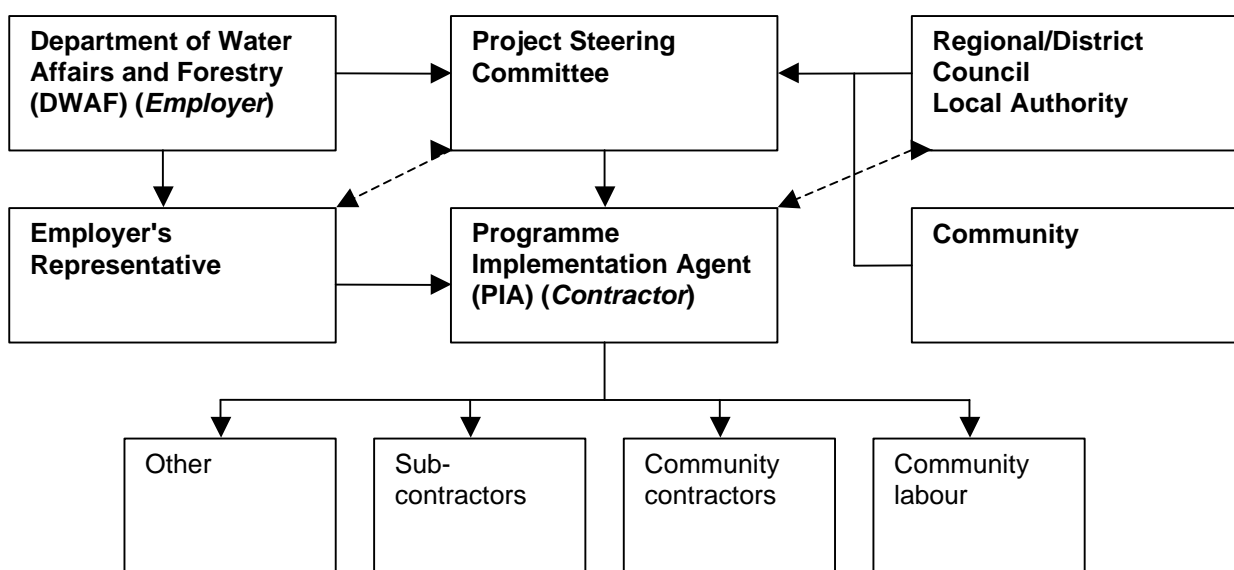 Department of Water
Affairs and Forestry
(DWAF) (Employer)
Project Steering
Committee
Regional/District
Council
Local Authority
Employer's
Representative
Programme
Implementation Agent
(PIA) (Contractor)
Community
Other
Sub-
contractors
Community
contractors
Community
labour